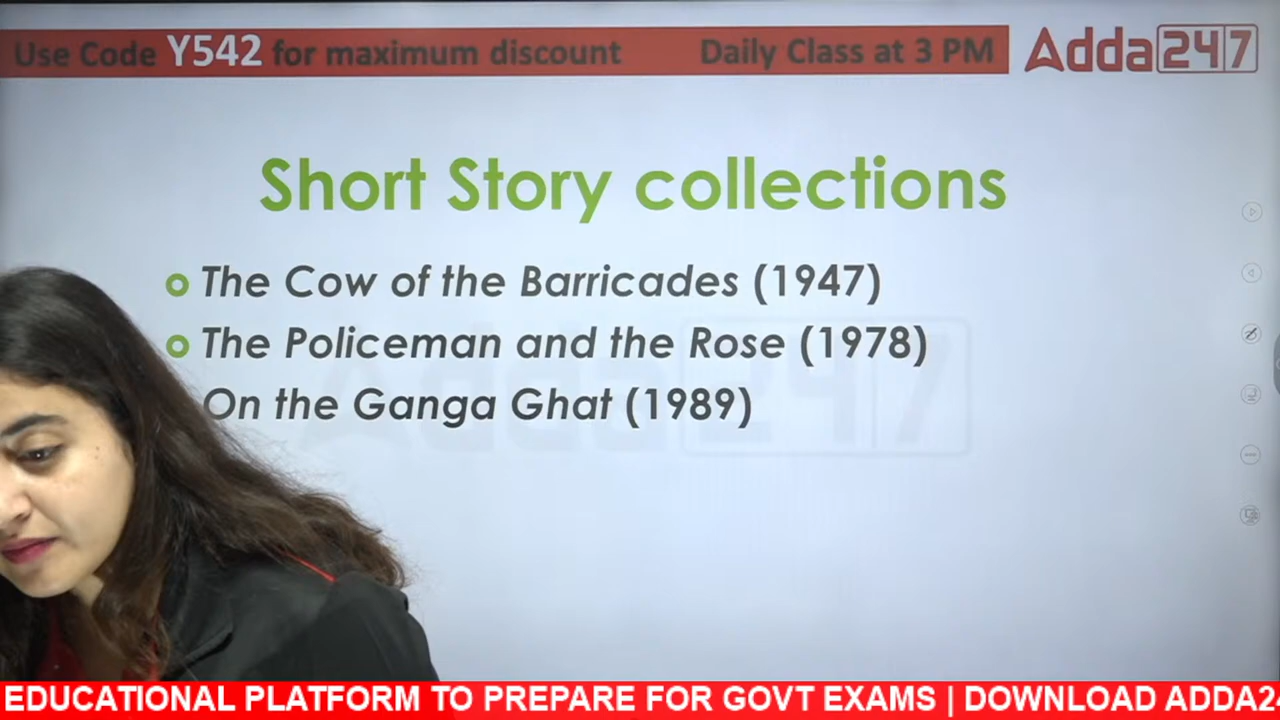 Use Code Y542 for maximum discount Daily Class at 3 PM Adda247
Short Story collections
The Cow of the Barricades (1947)
The Policeman and the Rose (1978)
On the Ganga Ghat (1989)
Adda247
EDUCATIONAL PLATFORM TO PREPARE FOR GOVT EXAMS | DOWNLOAD ADDA2